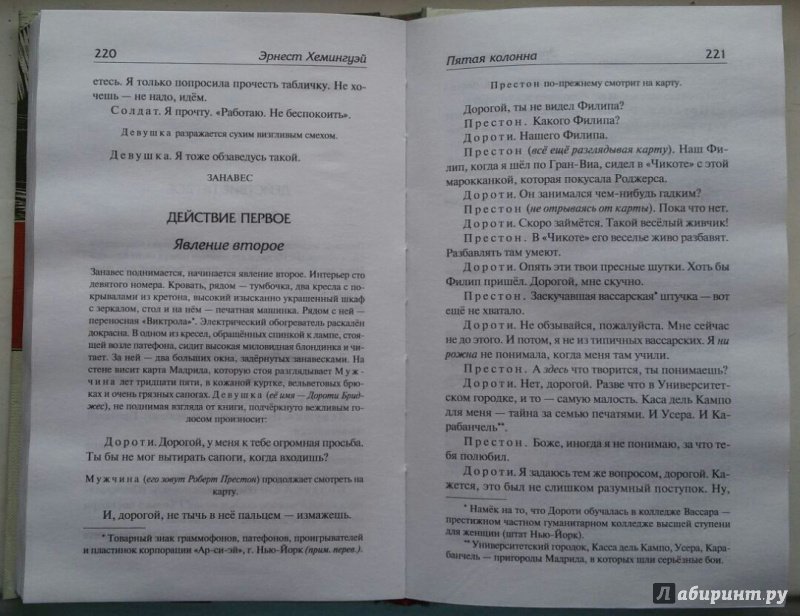 220
Эрнест Хемингуэй
етесь. Я только попросила прочесть табличку. Не хо-
чешь — не надо, идём.
Солдат. Я прочту. «Работаю. Не беспокоить».
Девушка разражается сухим визгливым смехом.
Девушка. Я тоже обзаведусь такой.
ЗАНАВЕС
ДЕЙСТВИЕ ПЕРВОЕ
Явление второе
Занавес поднимается, начинается явление второе. Интерьер сто
девятого номера. Кровать, рядом — тумбочка, два кресла с по-
крывалами из кретона, высокий изысканно украшенный шкаф
с зеркалом, стол и на нём — печатная машинка. Рядом с ней —
переносная «Виктрола»*. Электрический обогреватель раскалён
докрасна. В одном из кресел, обращённых спинкой к лампе, стоя-
щей возле патефона, сидит высокая миловидная блондинка и чи-
тает. За ней — два больших окна, задёрнутых занавесками. На
стене висит карта Мадрида, которую стоя разглядывает Муж-
чина лет тридцати пяти, в кожаной куртке, вельветовых брю-
ках и очень грязных сапогах. Девушка (её имя — Дороти Брид-
жес), не поднимая взгляда от книги, подчёркнуто вежливым го-
лосом произносит:
Дороти. Дорогой, у меня к тебе огромная просьба.
Ты бы не мог вытирать сапоги, когда входишь?
Мужчина (его зовут Роберт Престон) продолжает смотреть на
карту.
И, дорогой, не тычь в неё пальцем — измажешь.
* Товарный знак граммофонов, патефонов, проигрывателей
и пластинок корпорации «Ар-си-эй», г. Нью-Йорк (прим. перев.).
Пятая колонна
221
Престон по-прежнему смотрит на карту.
Дорогой, ты не видел Филипа?
Престон. Какого Филипа?
Дороти. Нашего Филипа.
Престон (всё ещё разглядывая карту). Наш Фи-
лип, когда я шёл по Гран-Виа, сидел в «Чикоте» с этой
марокканкой, которая покусала Роджерса.
Дороти. Он занимался чем-нибудь гадким?
Престон (не отрываясь от карты). Пока что нет.
Дороти. Скоро займётся. Такой весёлый живчик!
Престон. В «Чикоте» его веселье живо разбавят.
Разбавлять там умеют.
Дороти. Опять эти твои пресные шутки. Хоть бы
Филип пришёл. Дорогой, мне скучно.
Престон. Заскучавшая вассарская* штучка — вот
ещё не хватало.
Дороти. Не обзывайся, пожалуйста. Мне сейчас
не до этого. И потом, я не из типичных вассарских. Я ни
рожна не понимала, когда меня там учили.
Престон. А здесь что творится, ты понимаешь?
Дороти. Нет, дорогой. Разве что в Университет-
ском городке, и то — самую малость. Каса дель Кампо
для меня — тайна за семью печатями. И Усера. И Ка-
рабанчель**.
Престон. Боже, иногда я не понимаю, за что те-
бя полюбил.
Дороти. Я задаюсь тем же вопросом, дорогой. Ка-
жется, это был не слишком разумный поступок. Ну,
* Намёк на то, что Дороти обучалась в колледже Вассара —
престижном частном гуманитарном колледже высшей ступени
для женщин (штат Нью-Йорк).
** Университетский городок, Касса дель Кампо, Усера, Кара-
банчель — пригороды Мадрида, в которых шли серьёзные бои.
Лабиринт.ру